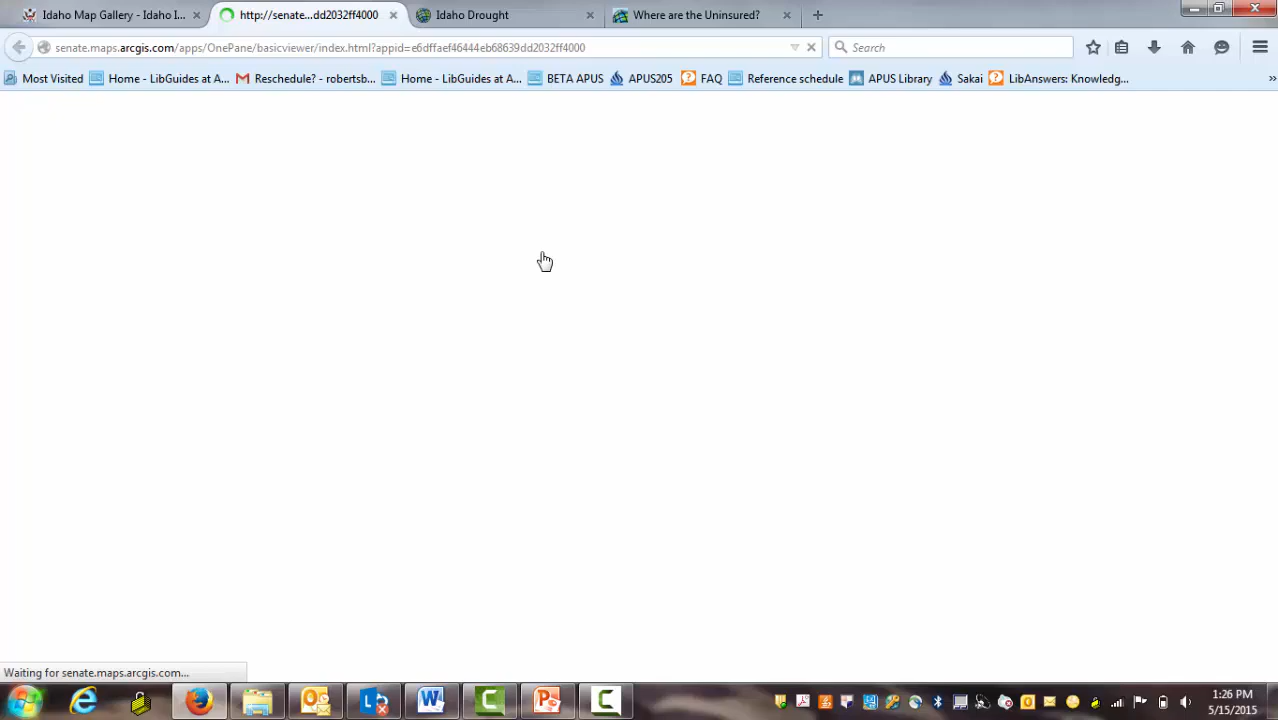 Idaho Map Gallery - Idaho I...
http://senate....dd2032ff4000
Idaho Drought
Where are the Uninsured?
senate.maps.arcgis.com/apps/OnePane/basicviewer/index.html?appid=e6dffaef46444eb68639dd2032ff4000
Search
Most Visited
Home - LibGuides at A...
Reschedule? - robertsb...
Home - LibGuides at A...
BETA APUS
APUS205
FAQ
Reference schedule
APUS Library
Sakai
LibAnswers: Knowledg...
Waiting for senate.maps.arcgis.com...
1:26 PM
5/15/2015